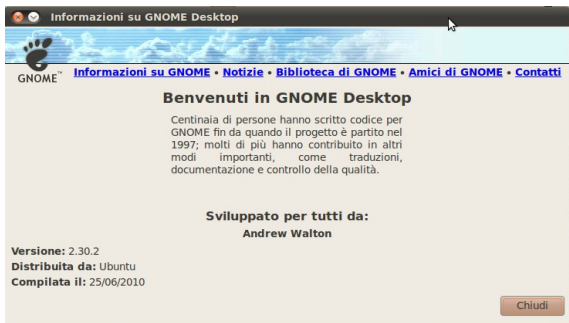 Informazioni su GNOME Desktop
GNOME™
Informazioni su GNOME • Notizie • Biblioteca di GNOME • Amici di GNOME • Contatti
Benvenuti in GNOME Desktop
Centinaia di persone hanno scritto codice per
GNOME fin da quando il progetto è partito nel
1997; molti di più hanno contribuito in altri
modi importanti, come traduzioni,
documentazione e controllo della qualità.
Sviluppato per tutti da:
Andrew Walton
Versione: 2.30.2
Distribuita da: Ubuntu
Compilata il: 25/06/2010
Chiudi